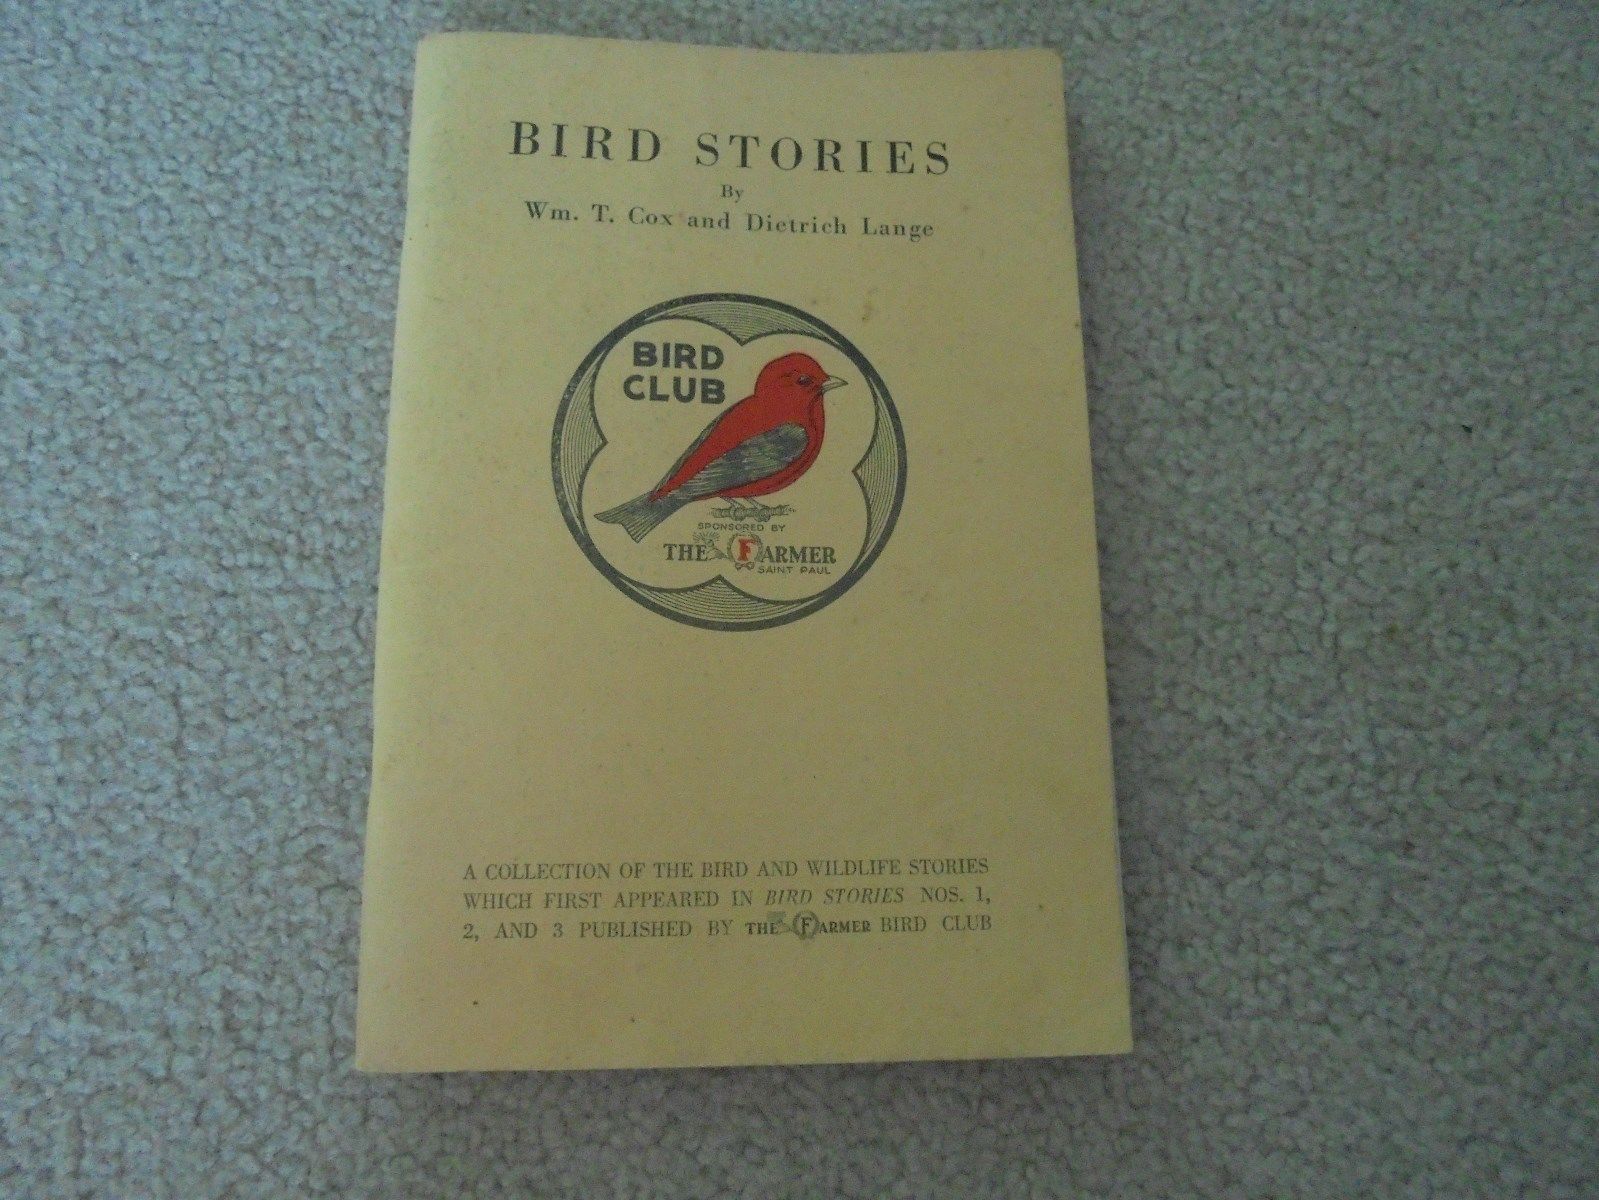 BIRD STORIES
By
Wm. T. Cox and Dietrich Lange
BIRD
CLUB
SPONSORED BY
THE FARMER
SAINT PAUL
A COLLECTION OF THE BIRD AND WILDLIFE STORIES
WHICH FIRST APPEARED IN BIRD STORIES NOS. 1,
2, AND 3 PUBLISHED BY THE FARMER BIRD CLUB